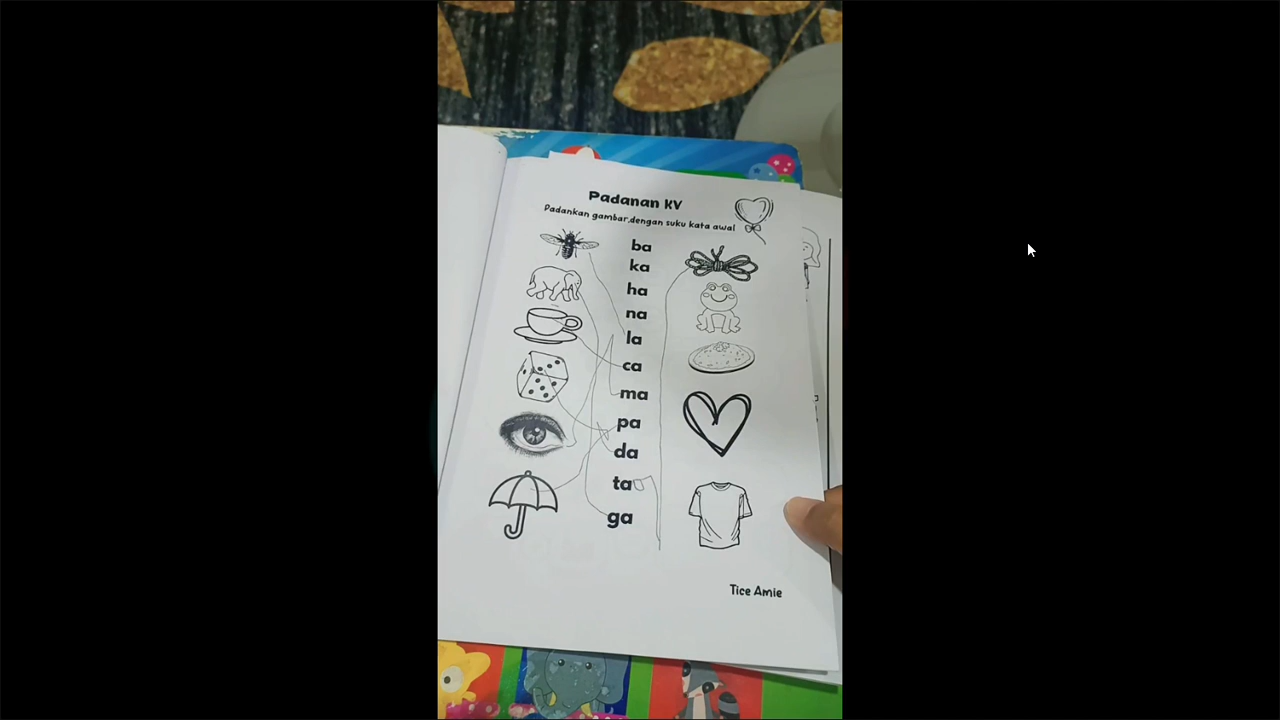 Padanan KV
Padankan gambar dengan suku kata awal
ba
ka
ha
na
la
ca
ma
pa
da
ta
ga
Tice Amie